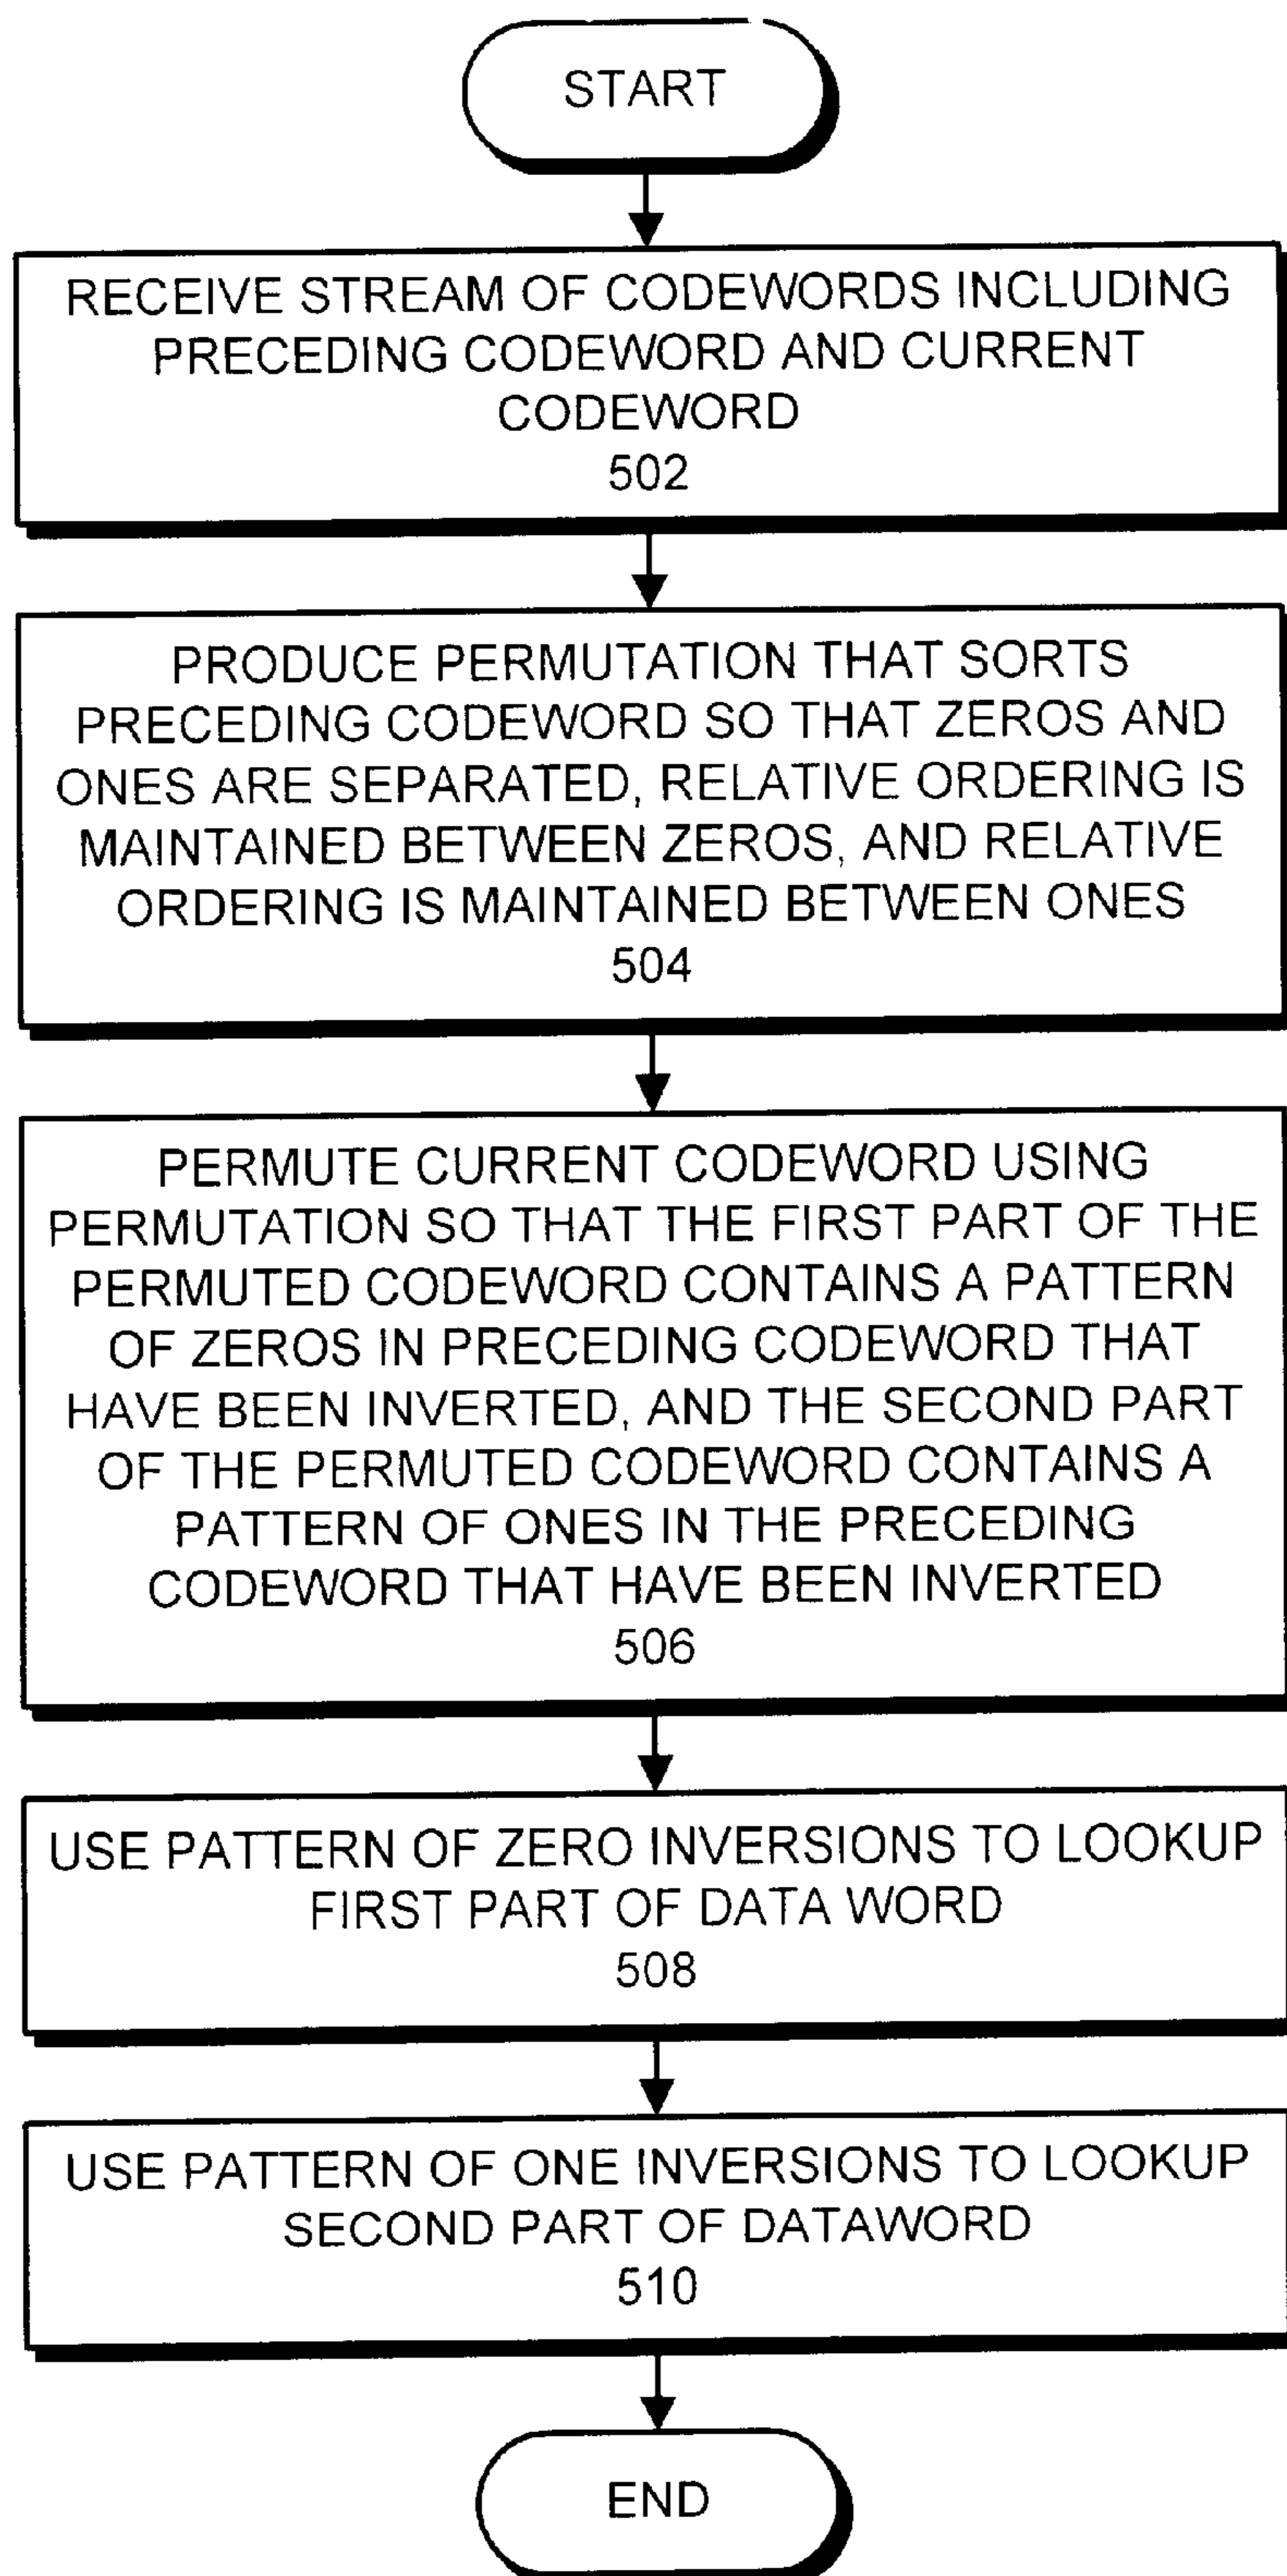 START
RECEIVE STREAM OF CODEWORDS INCLUDING
PRECEDING CODEWORD AND CURRENT
CODEWORD
502
PRODUCE PERMUTATION THAT SORTS
PRECEDING CODEWORD SO THAT ZEROS AND
ONES ARE SEPARATED, RELATIVE ORDERING IS
MAINTAINED BETWEEN ZEROS, AND RELATIVE
ORDERING IS MAINTAINED BETWEEN ONES
504
PERMUTE CURRENT CODEWORD USING
PERMUTATION SO THAT THE FIRST PART OF THE
PERMUTED CODEWORD CONTAINS A PATTERN
OF ZEROS IN PRECEDING CODEWORD THAT
HAVE BEEN INVERTED, AND THE SECOND PART
OF THE PERMUTED CODEWORD CONTAINS A
PATTERN OF ONES IN THE PRECEDING
CODEWORD THAT HAVE BEEN INVERTED
506
USE PATTERN OF ZERO INVERSIONS TO LOOKUP
FIRST PART OF DATA WORD
508
USE PATTERN OF ONE INVERSIONS TO LOOKUP
SECOND PART OF DATAWORD
510
END